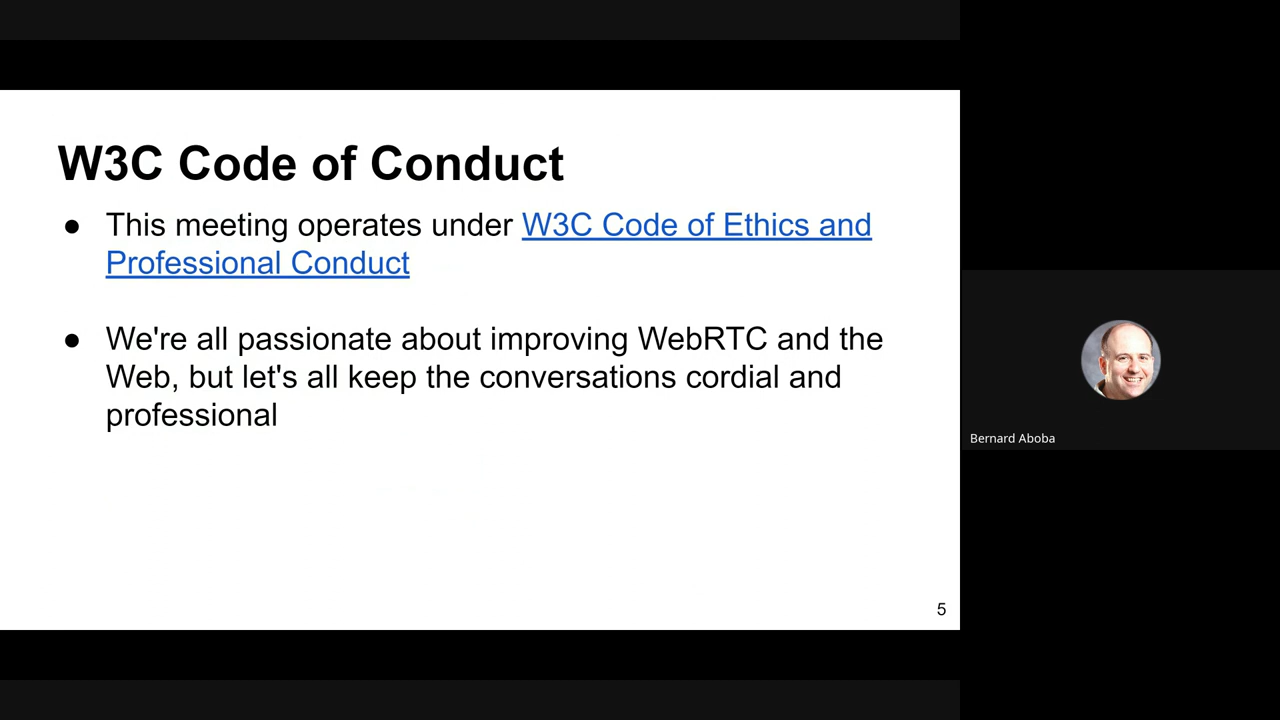 W3C Code of Conduct
● This meeting operates under W3C Code of Ethics and
Professional Conduct
● We're all passionate about improving WebRTC and the
Web, but let's all keep the conversations cordial and
professional
Bernard Aboba
5